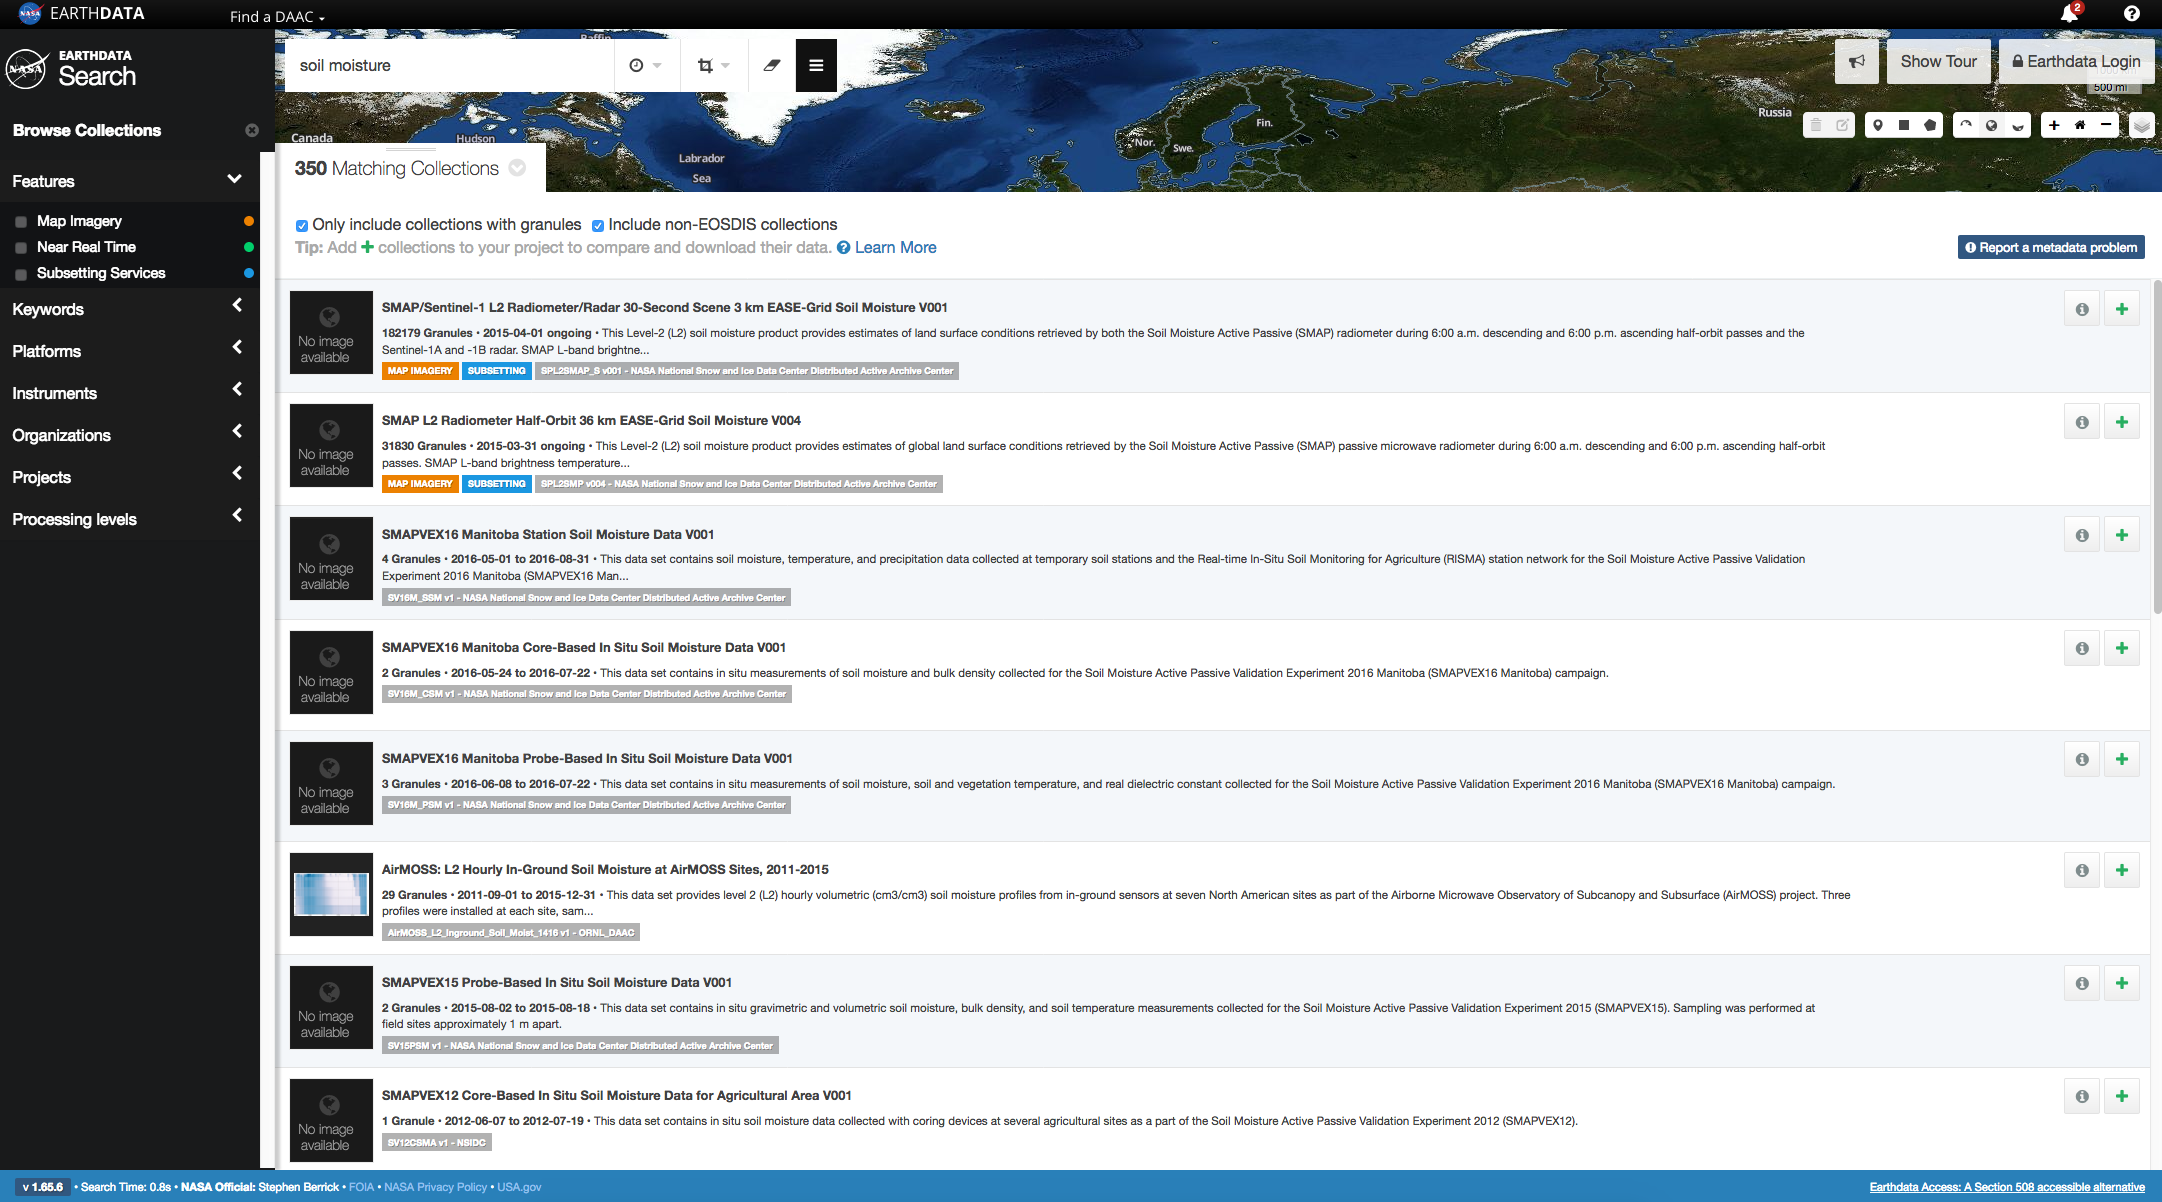 NASA EARTHDATA
Find a DAAC
2
NASA EARTHDATA
Search
soil moisture
Show Tour
Earthdata Login
500 mi
Baffin
Canada
Hudson
Labrador
Sea
Nor.
Swe.
Fin.
Russia
Browse Collections
Features
Map Imagery
Near Real Time
Subsetting Services
Keywords
Platforms
Instruments
Organizations
Projects
Processing levels
350 Matching Collections
Only include collections with granules Include non-EOSDIS collections
Tip: Add + collections to your project to compare and download their data. Learn More
Report a metadata problem
No image
available
SMAP/Sentinel-1 L2 Radiometer/Radar 30-Second Scene 3 km EASE-Grid Soil Moisture V001
182179 Granules • 2015-04-01 ongoing • This Level-2 (L2) soil moisture product provides estimates of land surface conditions retrieved by both the Soil Moisture Active Passive (SMAP) radiometer during 6:00 a.m. descending and 6:00 p.m. ascending half-orbit passes and the
Sentinel-1A and -1B radar. SMAP L-band brightne...
MAP IMAGERY SUBSETTING SPL2SMAP_S v001 - NASA National Snow and Ice Data Center Distributed Active Archive Center
No image
available
SMAP L2 Radiometer Half-Orbit 36 km EASE-Grid Soil Moisture V004
31830 Granules • 2015-03-31 ongoing • This Level-2 (L2) soil moisture product provides estimates of global land surface conditions retrieved by the Soil Moisture Active Passive (SMAP) passive microwave radiometer during 6:00 a.m. descending and 6:00 p.m. ascending half-orbit
passes. SMAP L-band brightness temperature...
MAP IMAGERY SUBSETTING SPL2SMP v004 - NASA National Snow and Ice Data Center Distributed Active Archive Center
No image
available
SMAPVEX16 Manitoba Station Soil Moisture Data V001
4 Granules • 2016-05-01 to 2016-08-31 • This data set contains soil moisture, temperature, and precipitation data collected at temporary soil stations and the Real-time In-Situ Soil Monitoring for Agriculture (RISMA) station network for the Soil Moisture Active Passive Validation
Experiment 2016 Manitoba (SMAPVEX16 Man...
SV16M_SSM v1 - NASA National Snow and Ice Data Center Distributed Active Archive Center
No image
available
SMAPVEX16 Manitoba Core-Based In Situ Soil Moisture Data V001
2 Granules • 2016-05-24 to 2016-07-22 • This data set contains in situ measurements of soil moisture and bulk density collected for the Soil Moisture Active Passive Validation Experiment 2016 Manitoba (SMAPVEX16 Manitoba) campaign.
SV16M_CSM v1 - NASA National Snow and Ice Data Center Distributed Active Archive Center
No image
available
SMAPVEX16 Manitoba Probe-Based In Situ Soil Moisture Data V001
3 Granules • 2016-06-08 to 2016-07-22 • This data set contains in situ measurements of soil moisture, soil and vegetation temperature, and real dielectric constant collected for the Soil Moisture Active Passive Validation Experiment 2016 Manitoba (SMAPVEX16 Manitoba) campaign.
SV16M_PSM v1 - NASA National Snow and Ice Data Center Distributed Active Archive Center
AirMOSS: L2 Hourly In-Ground Soil Moisture at AirMOSS Sites, 2011-2015
29 Granules • 2011-09-01 to 2015-12-31 • This data set provides level 2 (L2) hourly volumetric (cm3/cm3) soil moisture profiles from in-ground sensors at seven North American sites as part of the Airborne Microwave Observatory of Subcanopy and Subsurface (AirMOSS) project. Three
profiles were installed at each site, sam...
AirMOSS_L2_Inground_Soil_Moist_1416 v1 - ORNL_DAAC
No image
available
SMAPVEX15 Probe-Based In Situ Soil Moisture Data V001
2 Granules • 2015-08-02 to 2015-08-18 • This data set contains in situ gravimetric and volumetric soil moisture, bulk density, and soil temperature measurements collected for the Soil Moisture Active Passive Validation Experiment 2015 (SMAPVEX15). Sampling was performed at
field sites approximately 1 m apart.
SV15PSM v1 - NASA National Snow and Ice Data Center Distributed Active Archive Center
No image
available
SMAPVEX12 Core-Based In Situ Soil Moisture Data for Agricultural Area V001
1 Granule • 2012-06-07 to 2012-07-19 • This data set contains in situ soil moisture data collected with coring devices at several agricultural sites as a part of the Soil Moisture Active Passive Validation Experiment 2012 (SMAPVEX12).
SV12CSMA v1 - NSIDC
v 1.65.6 • Search Time: 0.8s • NASA Official: Stephen Berrick • FOIA • NASA Privacy Policy • USA.gov
Earthdata Access: A Section 508 accessible alternative